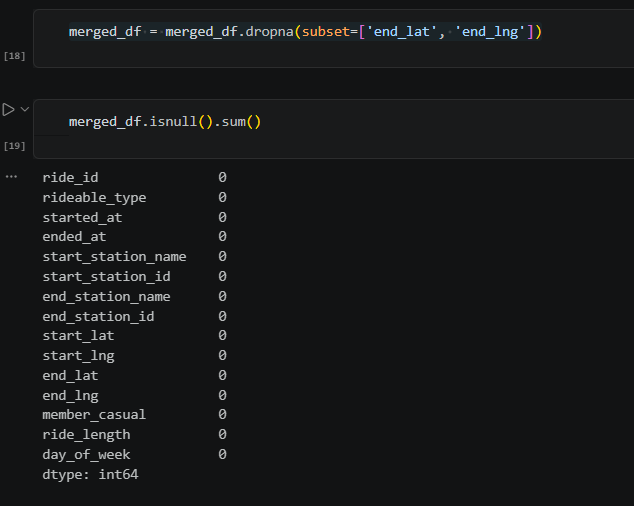 merged_df = merged_df.dropna(subset=['end_lat', 'end_lng'])
[18]
merged_df.isnull().sum()
[19]
... ride_id 0
rideable_type 0
started_at 0
ended_at 0
start_station_name 0
start_station_id 0
end_station_name 0
end_station_id 0
start_lat 0
start_lng 0
end_lat 0
end_lng 0
member_casual 0
ride_length 0
day_of_week 0
dtype: int64